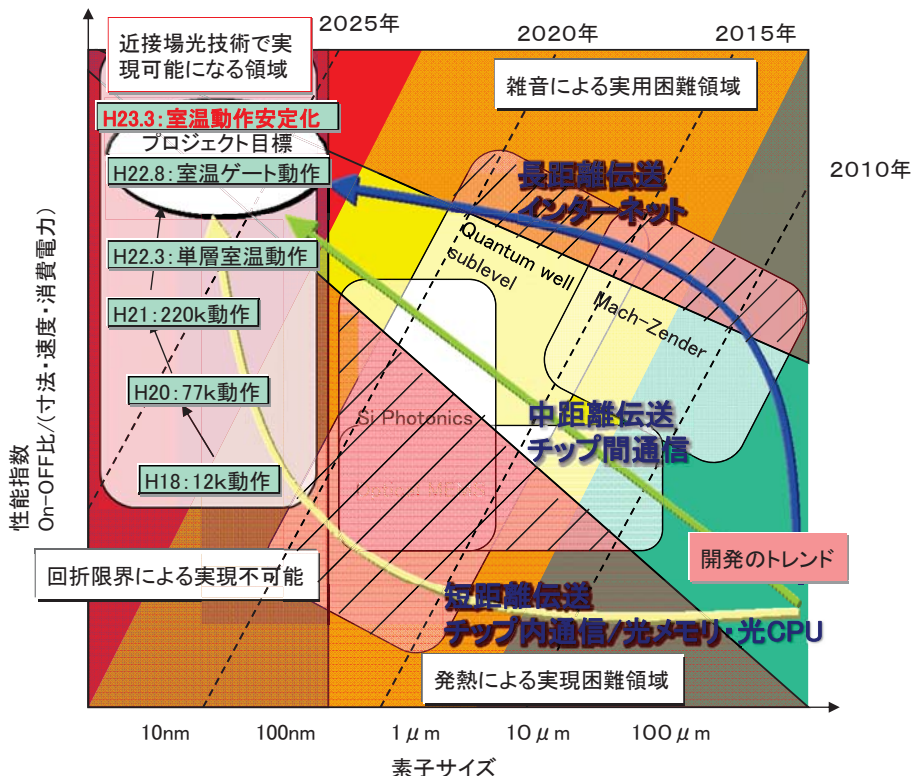 2025年
2020年
2015年
2010年
近接場光技術で実
現可能になる領域
雑音による実用困難領域
H23.3:室温動作安定化
プロジェクト目標
H22.8:室温ゲート動作
長距離伝送
インターネット
H22.3:単層室温動作
Quantum well
sublevel
H21:220k動作
Mach-Zender
H20:77k動作
Si Photonics
中距離伝送
チップ間通信
H18:12k動作
性能指数
On-OFF比/(寸法・速度・消費電力)
開発のトレンド
回折限界による実現不可能
短距離伝送
チップ内通信/光メモリ・光CPU
発熱による実現困難領域
10nm
100nm
1μm
10μm
100μm
素子サイズ